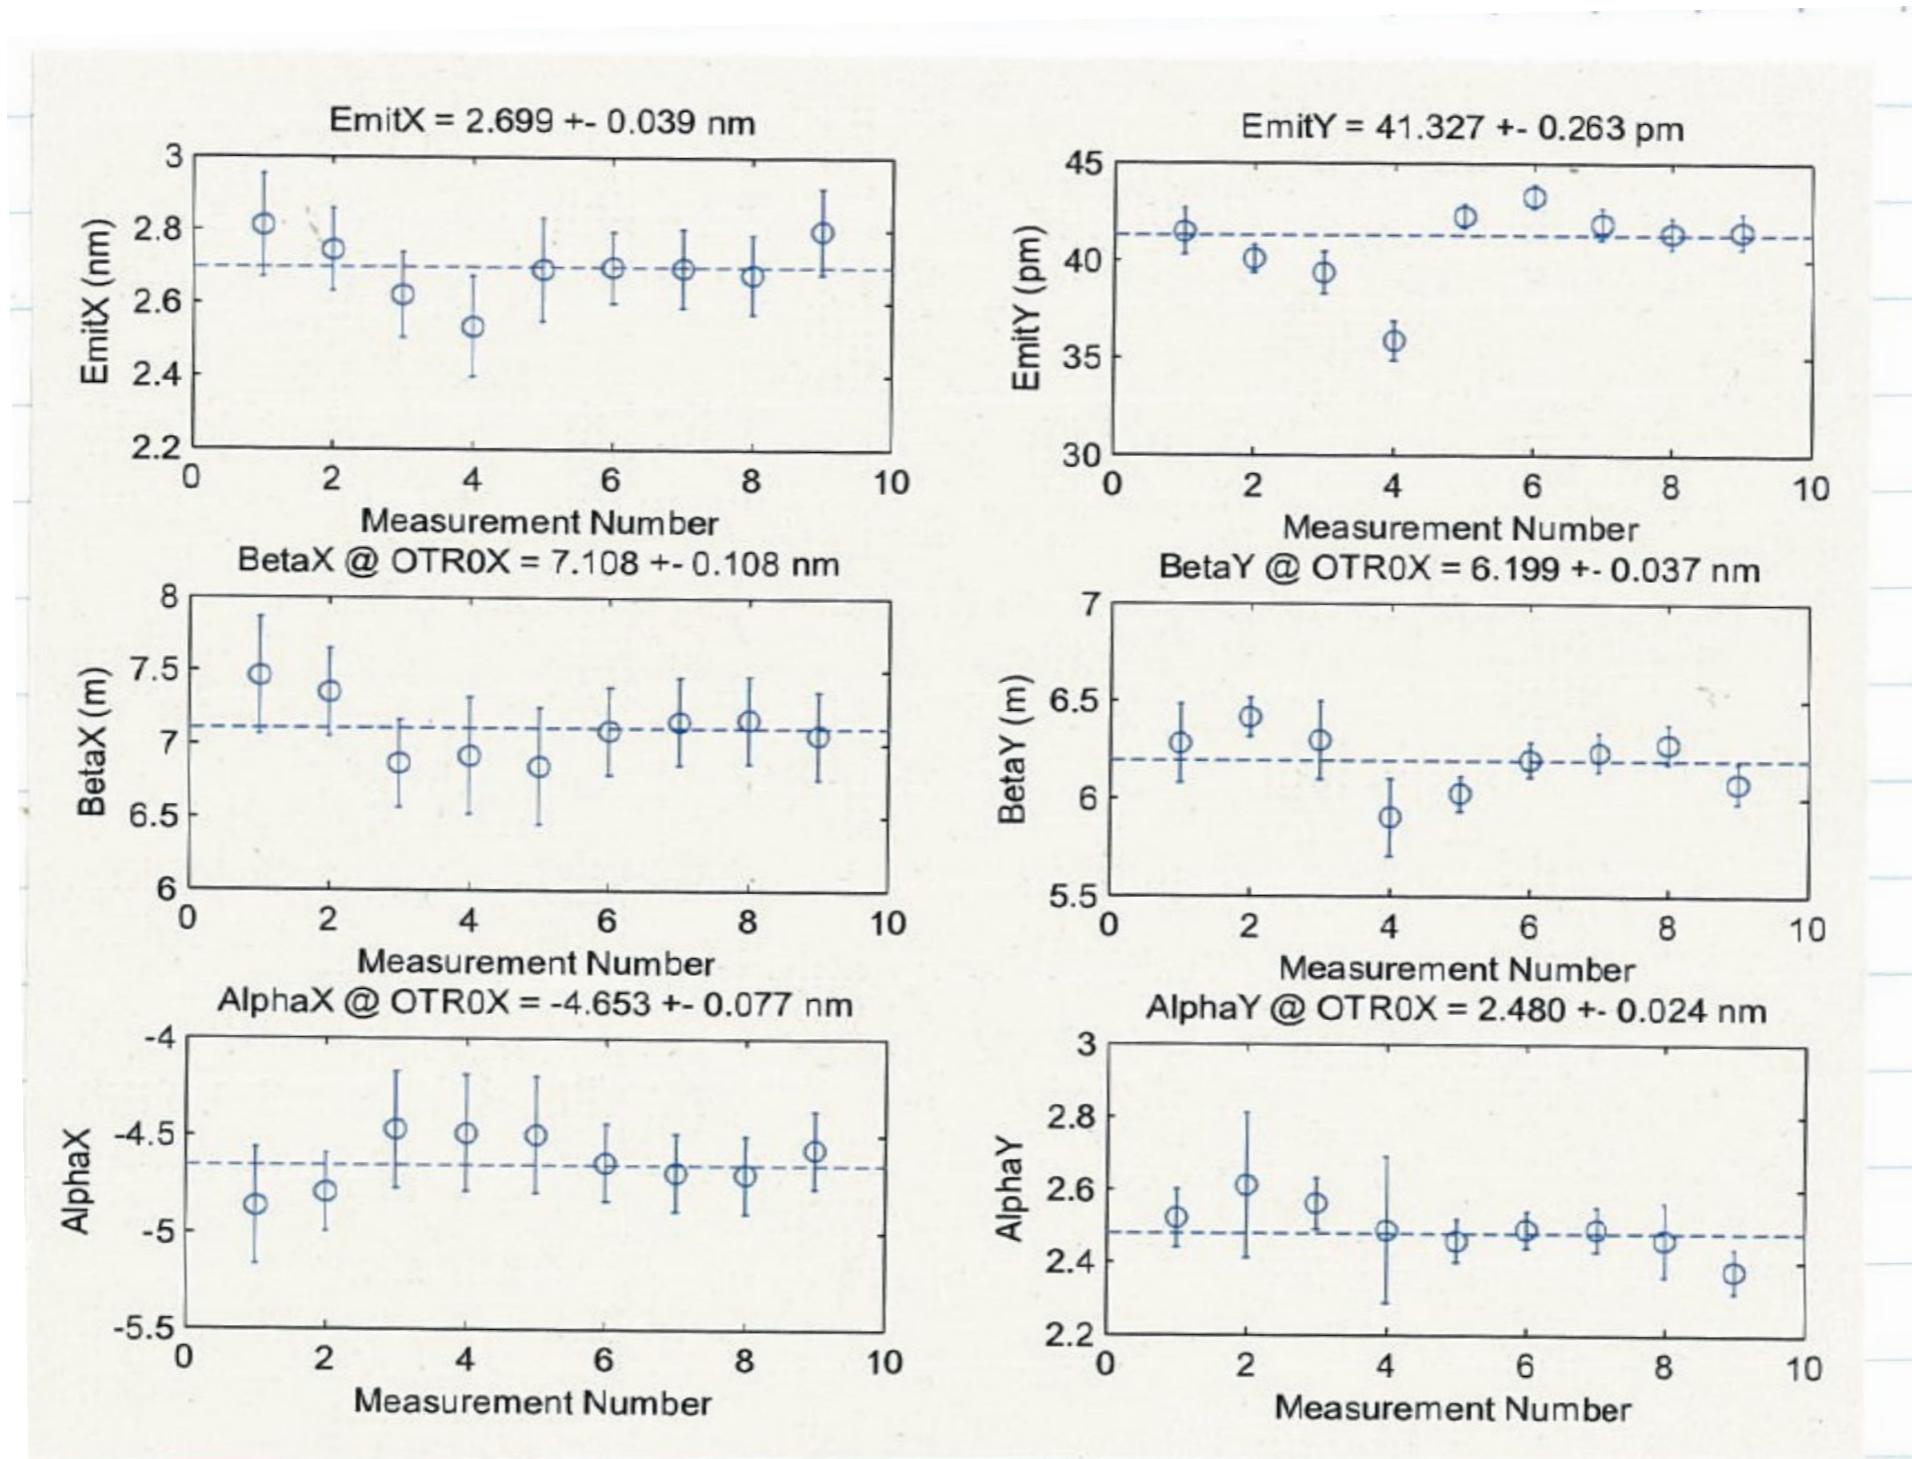 EmitX = 2.699 +- 0.039 nm
3
2.8
2.6
2.4
2.2
EmitX (nm)
0 2 4 6 8 10
Measurement Number
EmitY = 41.327 +- 0.263 pm
45
40
35
30
EmitY (pm)
0 2 4 6 8 10
Measurement Number
BetaX @ OTR0X = 7.108 +- 0.108 nm
8
7.5
7
6.5
6
BetaX (m)
0 2 4 6 8 10
Measurement Number
BetaY @ OTR0X = 6.199 +- 0.037 nm
7
6.5
6
5.5
BetaY (m)
0 2 4 6 8 10
Measurement Number
AlphaX @ OTR0X = -4.653 +- 0.077 nm
-4
-4.5
-5
-5.5
AlphaX
0 2 4 6 8 10
Measurement Number
AlphaY @ OTR0X = 2.480 +- 0.024 nm
3
2.8
2.6
2.4
2.2
AlphaY
0 2 4 6 8 10
Measurement Number